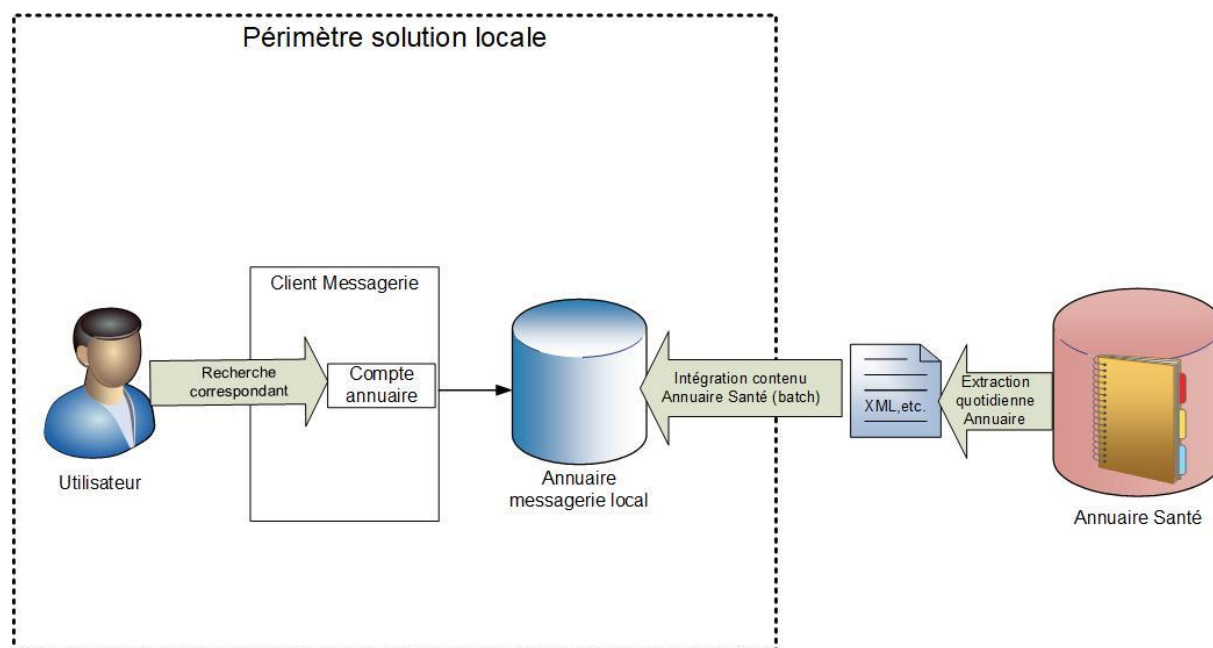 Périmètre solution locale
Client Messagerie
Recherche
correspondant
Compte
annuaire
Utilisateur
Annuaire
messagerie local
Intégration contenu
Annuaire Santé (batch)
XML,etc.
Extraction
quotidienne
Annuaire
Annuaire Santé